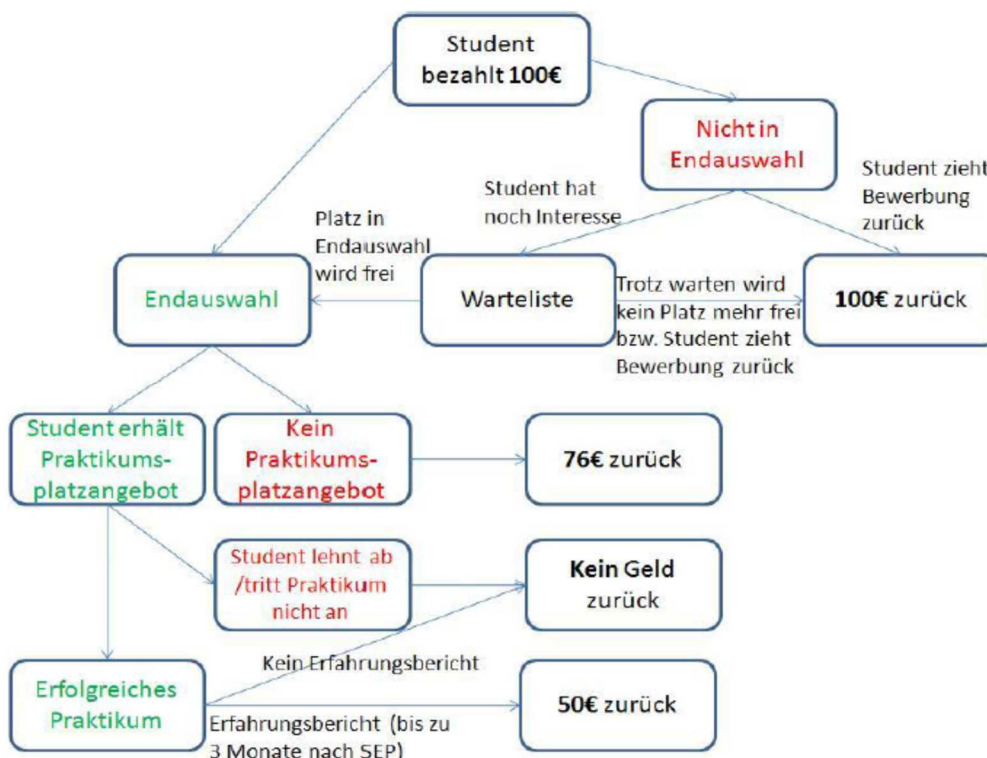 Student
bezahlt 100€
Nicht in
Endauswahl
Student hat
noch Interesse
Student zieht
Bewerbung
zurück
Platz in
Endauswahl
wird frei
Endauswahl
Warteliste
Trotz warten wird
kein Platz mehr frei
bzw. Student zieht
Bewerbung zurück
100€ zurück
Student erhält
Praktikums-
platzangebot
Kein
Praktikums-
platzangebot
76€ zurück
Student lehnt ab
/tritt Praktikum
nicht an
Kein Geld
zurück
Kein Erfahrungsbericht
Erfolgreiches
Praktikum
Erfahrungsbericht (bis zu
3 Monate nach SEP)
50€ zurück